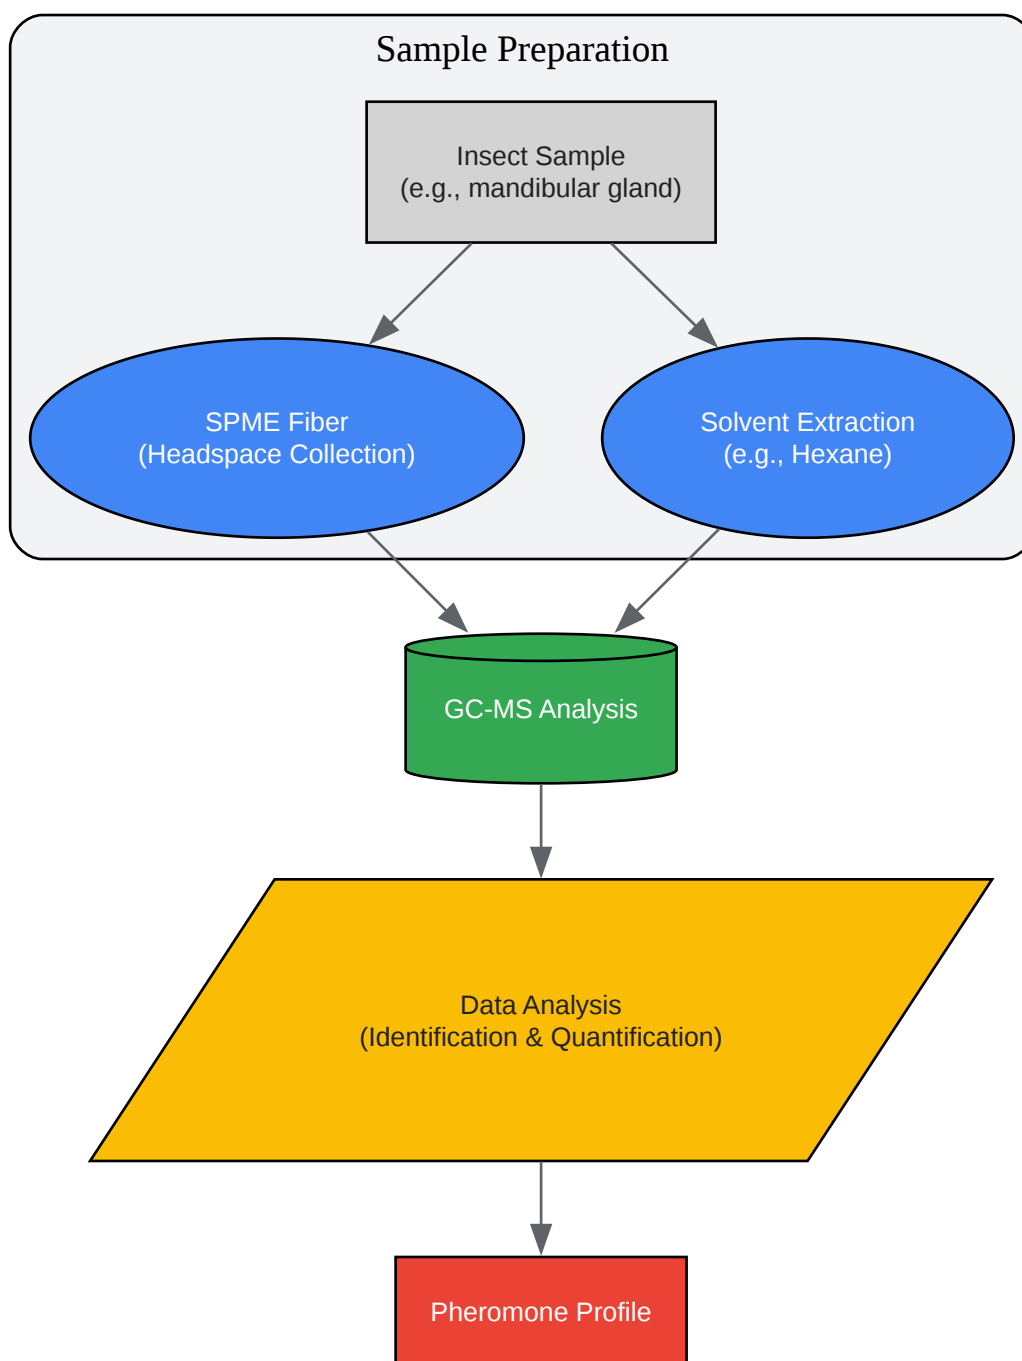 Sample Preparation
Insect Sample
(e.g., mandibular gland)
SPME Fiber
(Headspace Collection)
Solvent Extraction
(e.g., Hexane)
GC-MS Analysis
Data Analysis
(Identification & Quantification)
Pheromone Profile